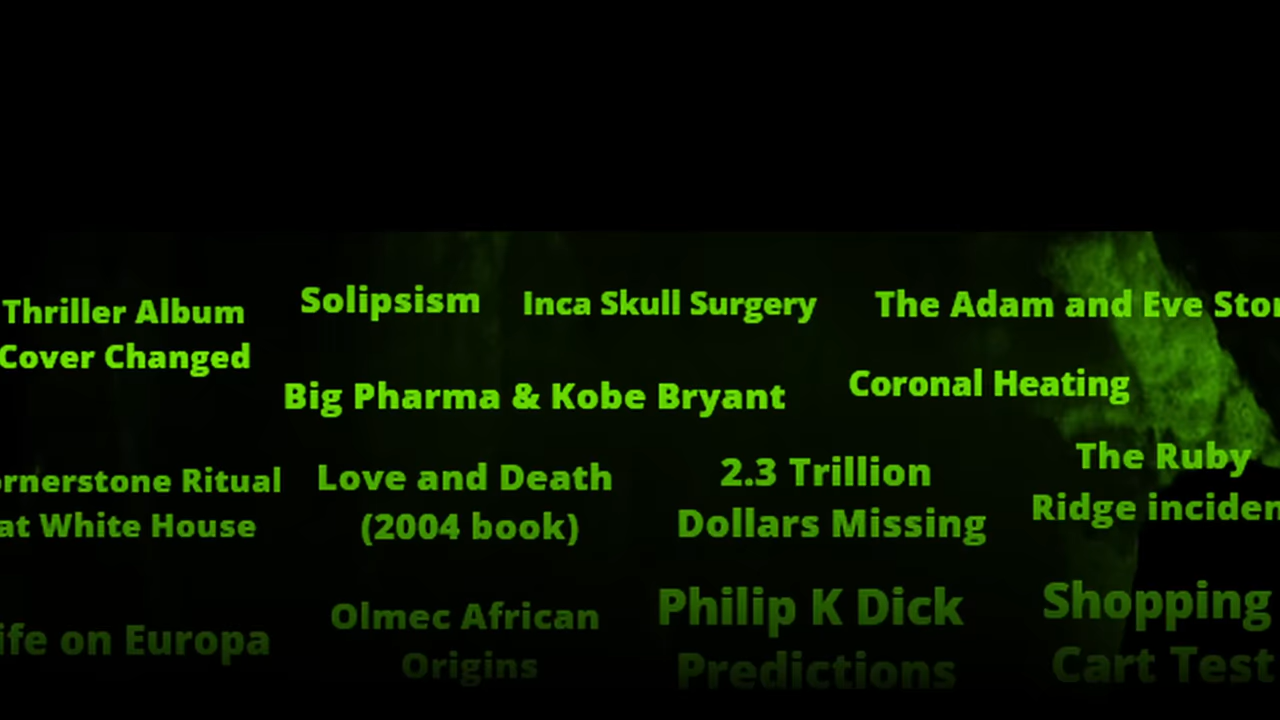 Thriller Album
Cover Changed
Solipsism
Inca Skull Surgery
The Adam and Eve Stor
Big Pharma & Kobe Bryant
Coronal Heating
ornerstone Ritual
at White House
Love and Death
(2004 book)
2.3 Trillion
Dollars Missing
The Ruby
Ridge inciden
ife on Europa
Olmec African
Origins
Philip K Dick
Predictions
Shopping
Cart Test